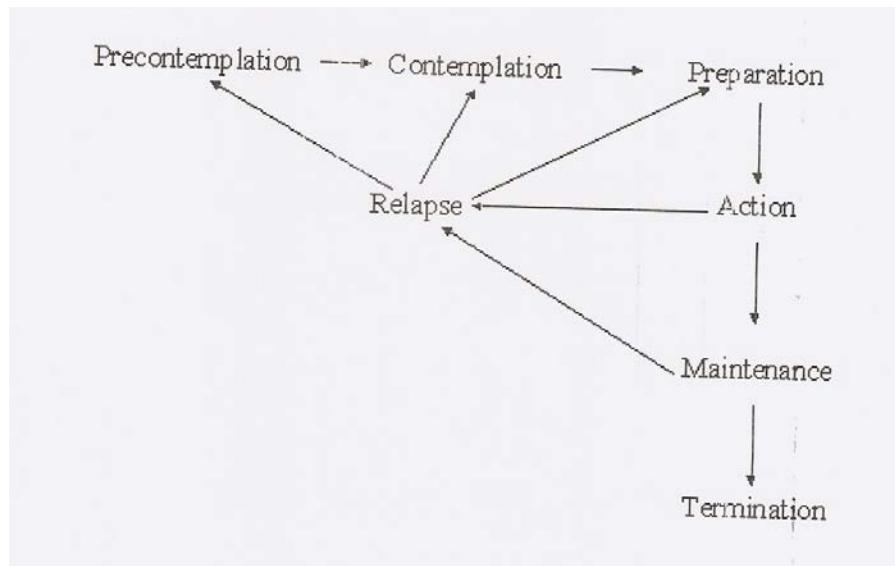 Precontemplation
Contemplation
Preparation
Relapse
Action
Maintenance
Termination